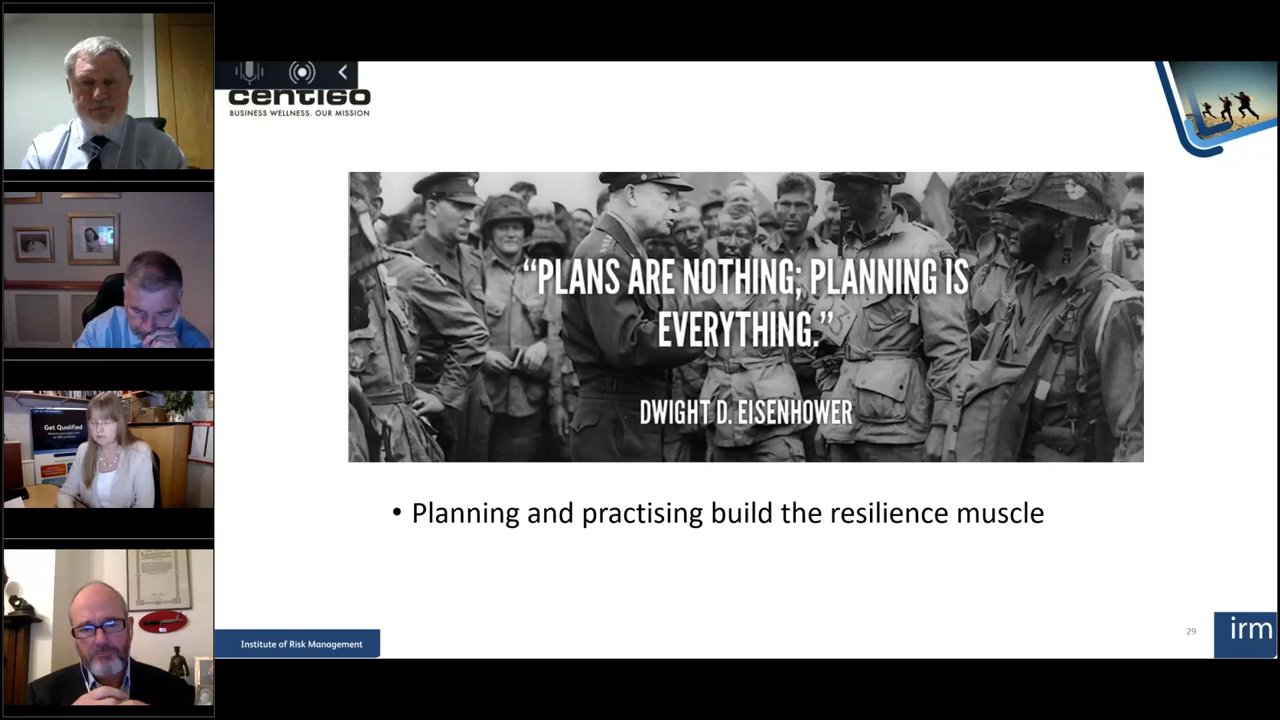 centigo
BUSINESS WELLNESS. OUR MISSION
“PLANS ARE NOTHING; PLANNING IS
EVERYTHING.”
DWIGHT D. EISENHOWER
• Planning and practising build the resilience muscle
Institute of Risk Management
29
irm
Get Qualified